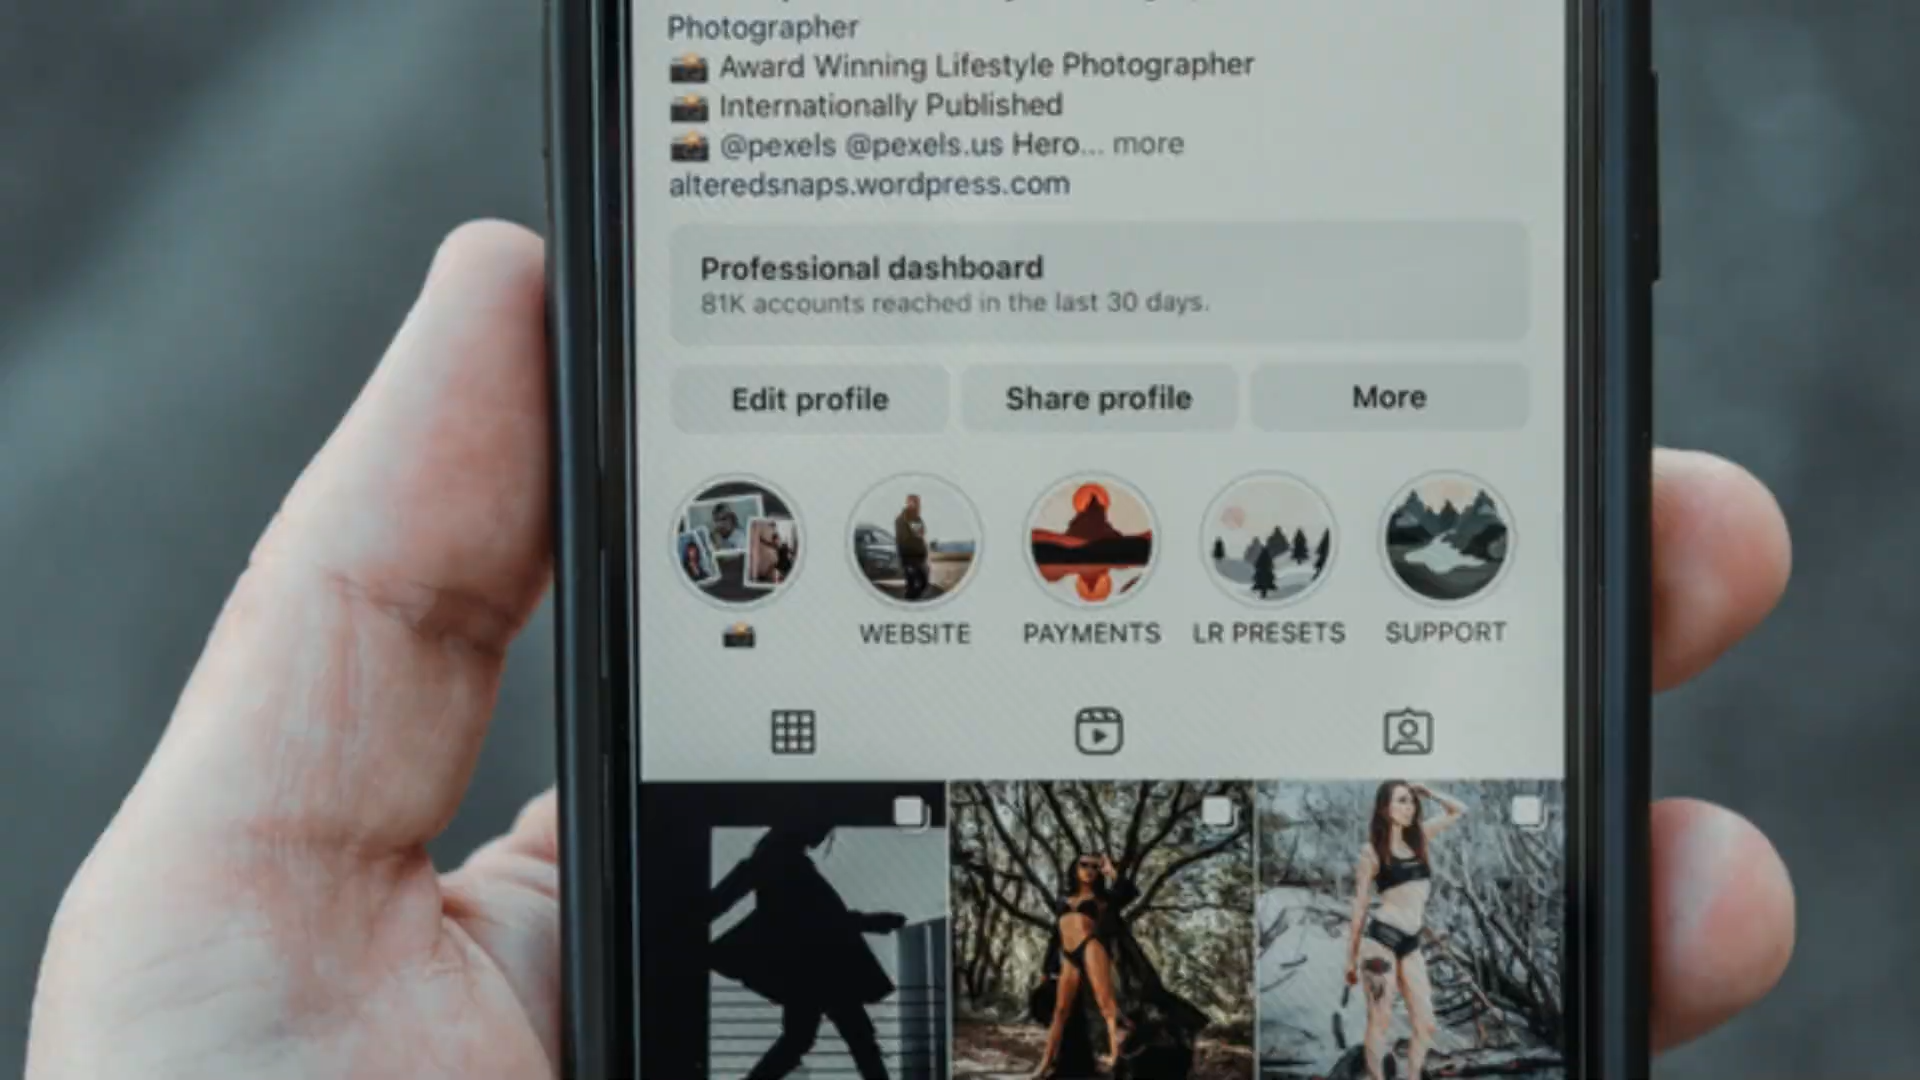 Photographer
📸 Award Winning Lifestyle Photographer
📸 Internationally Published
📸 @pexels @pexels.us Hero... more
alteredsnaps.wordpress.com
Professional dashboard
81K accounts reached in the last 30 days.
Edit profile Share profile More
📸 WEBSITE PAYMENTS LR PRESETS SUPPORT